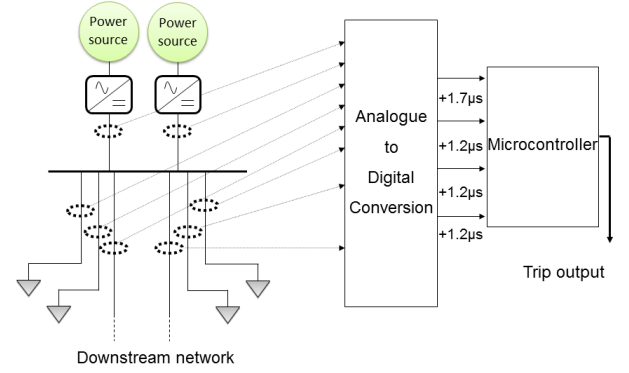 Power
source
Power
source
Analogue
to
Digital
Conversion
+1.7µs
+1.2µs
+1.2µs
+1.2µs
Microcontroller
Trip output
Downstream network